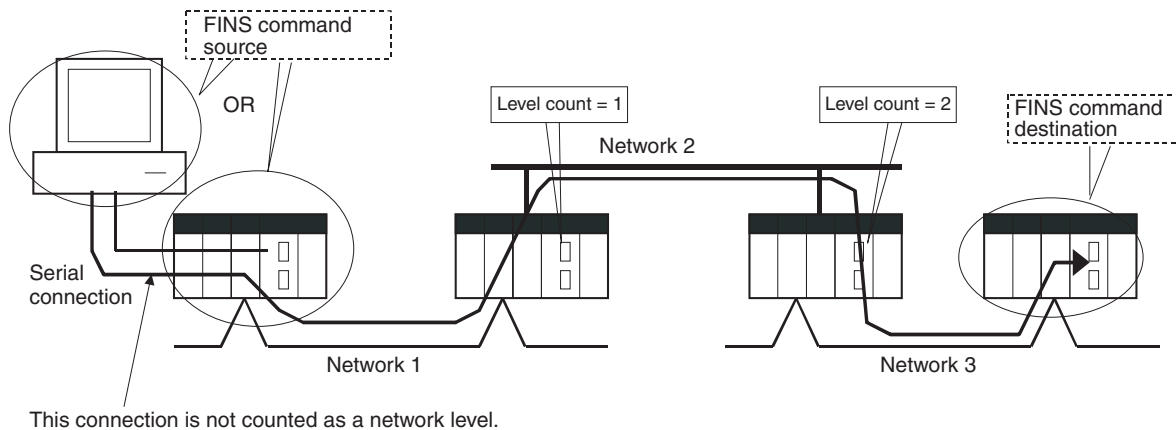 FINS command
source
OR
Level count = 1
Level count = 2
FINS command
destination
Network 2
Serial
connection
Network 1
Network 3
This connection is not counted as a network level.